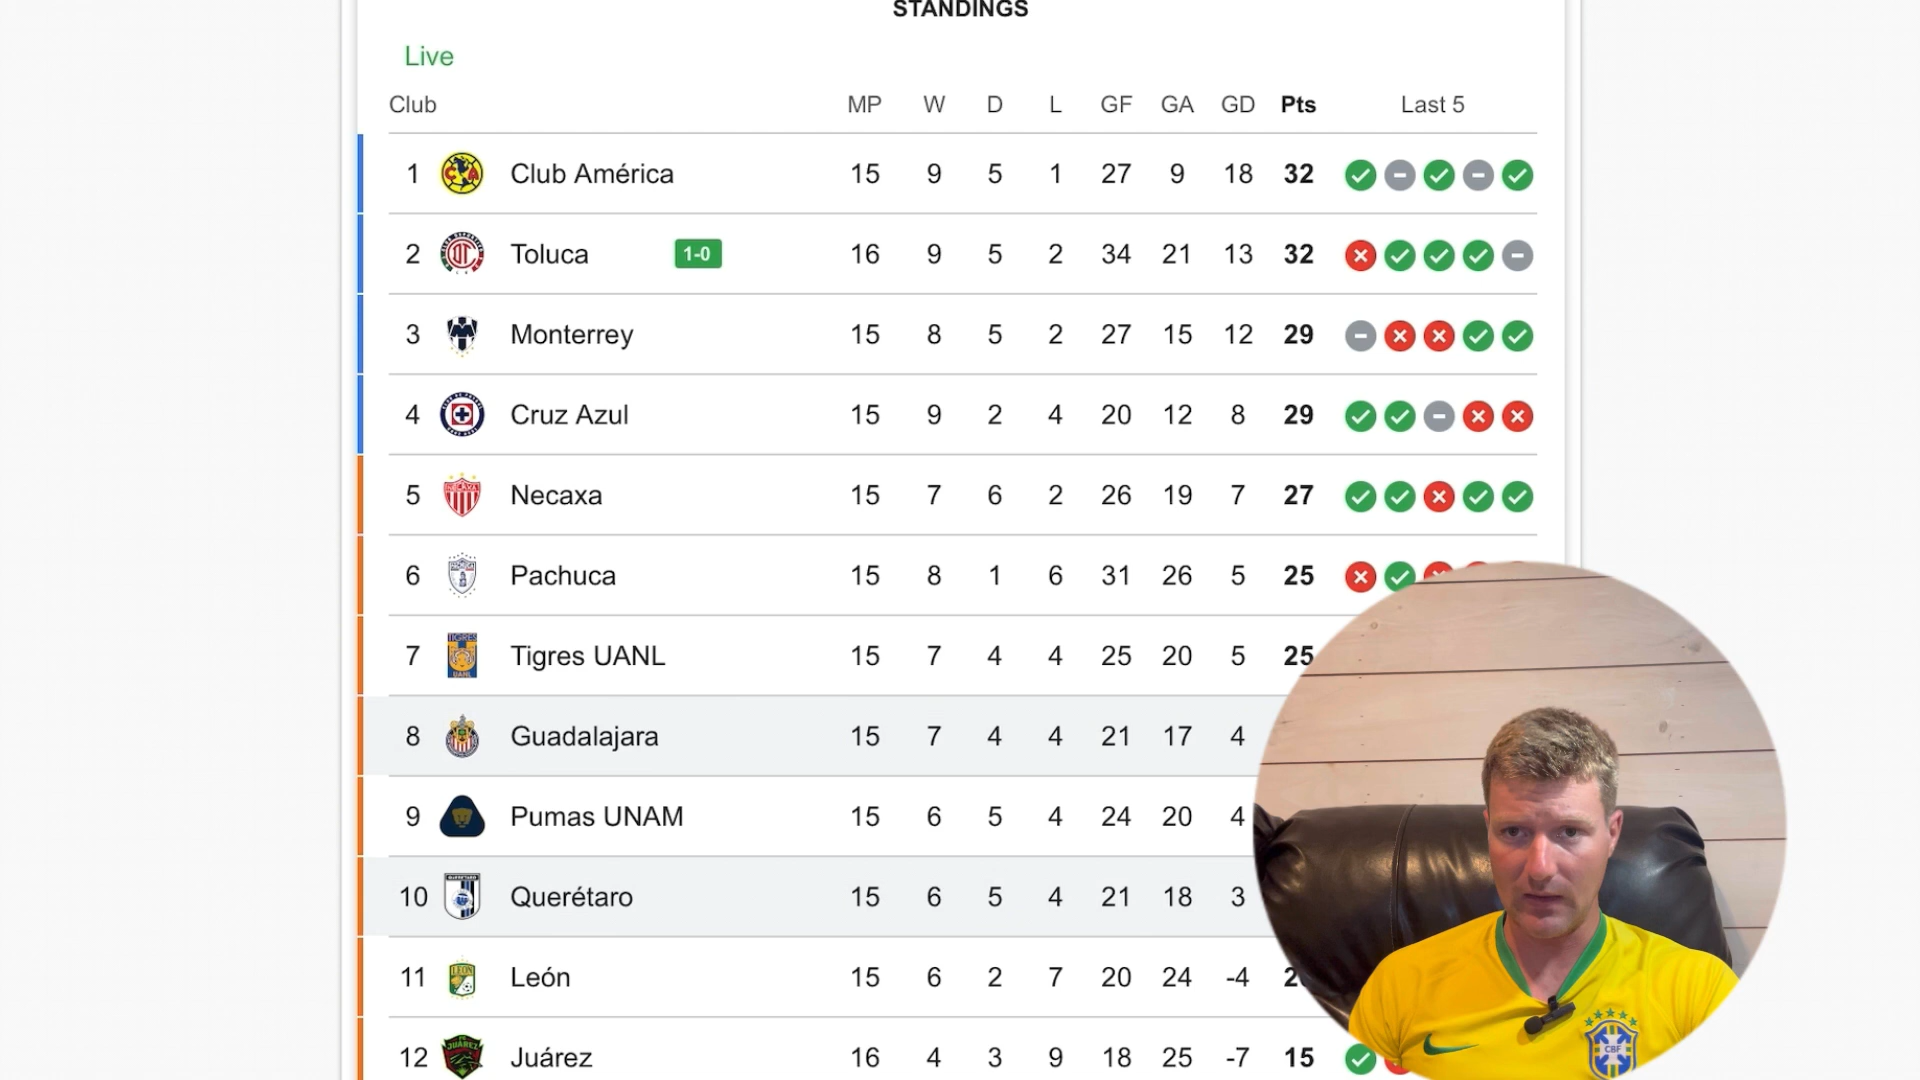 STANDINGS
Live
Club MP W D L GF GA GD Pts Last 5
1 Club América 15 9 5 1 27 9 18 32
2 Toluca 1-0 16 9 5 2 34 21 13 32
3 Monterrey 15 8 5 2 27 15 12 29
4 Cruz Azul 15 9 2 4 20 12 8 29
5 Necaxa 15 7 6 2 26 19 7 27
6 Pachuca 15 8 1 6 31 26 5 25
7 Tigres UANL 15 7 4 4 25 20 5 25
8 Guadalajara 15 7 4 4 21 17 4
9 Pumas UNAM 15 6 5 4 24 20 4
10 Querétaro 15 6 5 4 21 18 3
11 León 15 6 2 7 20 24 -4
12 Juárez 16 4 3 9 18 25 -7 15
CBF